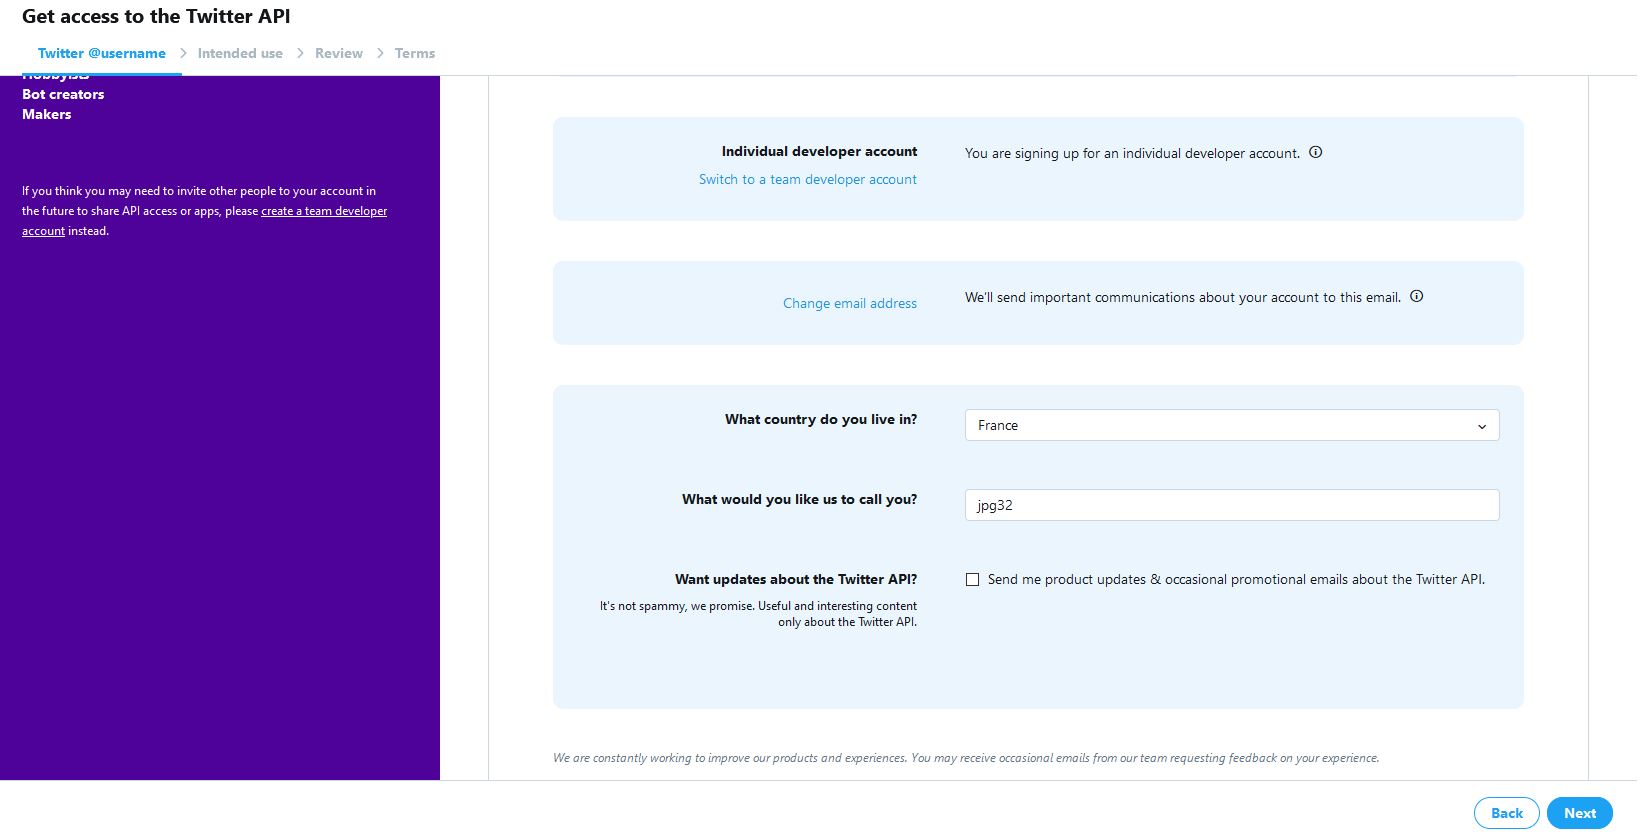 Get access to the Twitter API
Twitter @username > Intended use > Review > Terms
Hobbyists
Bot creators
Makers
If you think you may need to invite other people to your account in
the future to share API access or apps, please create a team developer
account instead.
Individual developer account
You are signing up for an individual developer account.
Switch to a team developer account
Change email address
We'll send important communications about your account to this email.
What country do you live in?
France
What would you like us to call you?
jpg32
Want updates about the Twitter API?
Send me product updates & occasional promotional emails about the Twitter API.
It's not spammy, we promise. Useful and interesting content
only about the Twitter API.
We are constantly working to improve our products and experiences. You may receive occasional emails from our team requesting feedback on your experience.
Back
Next